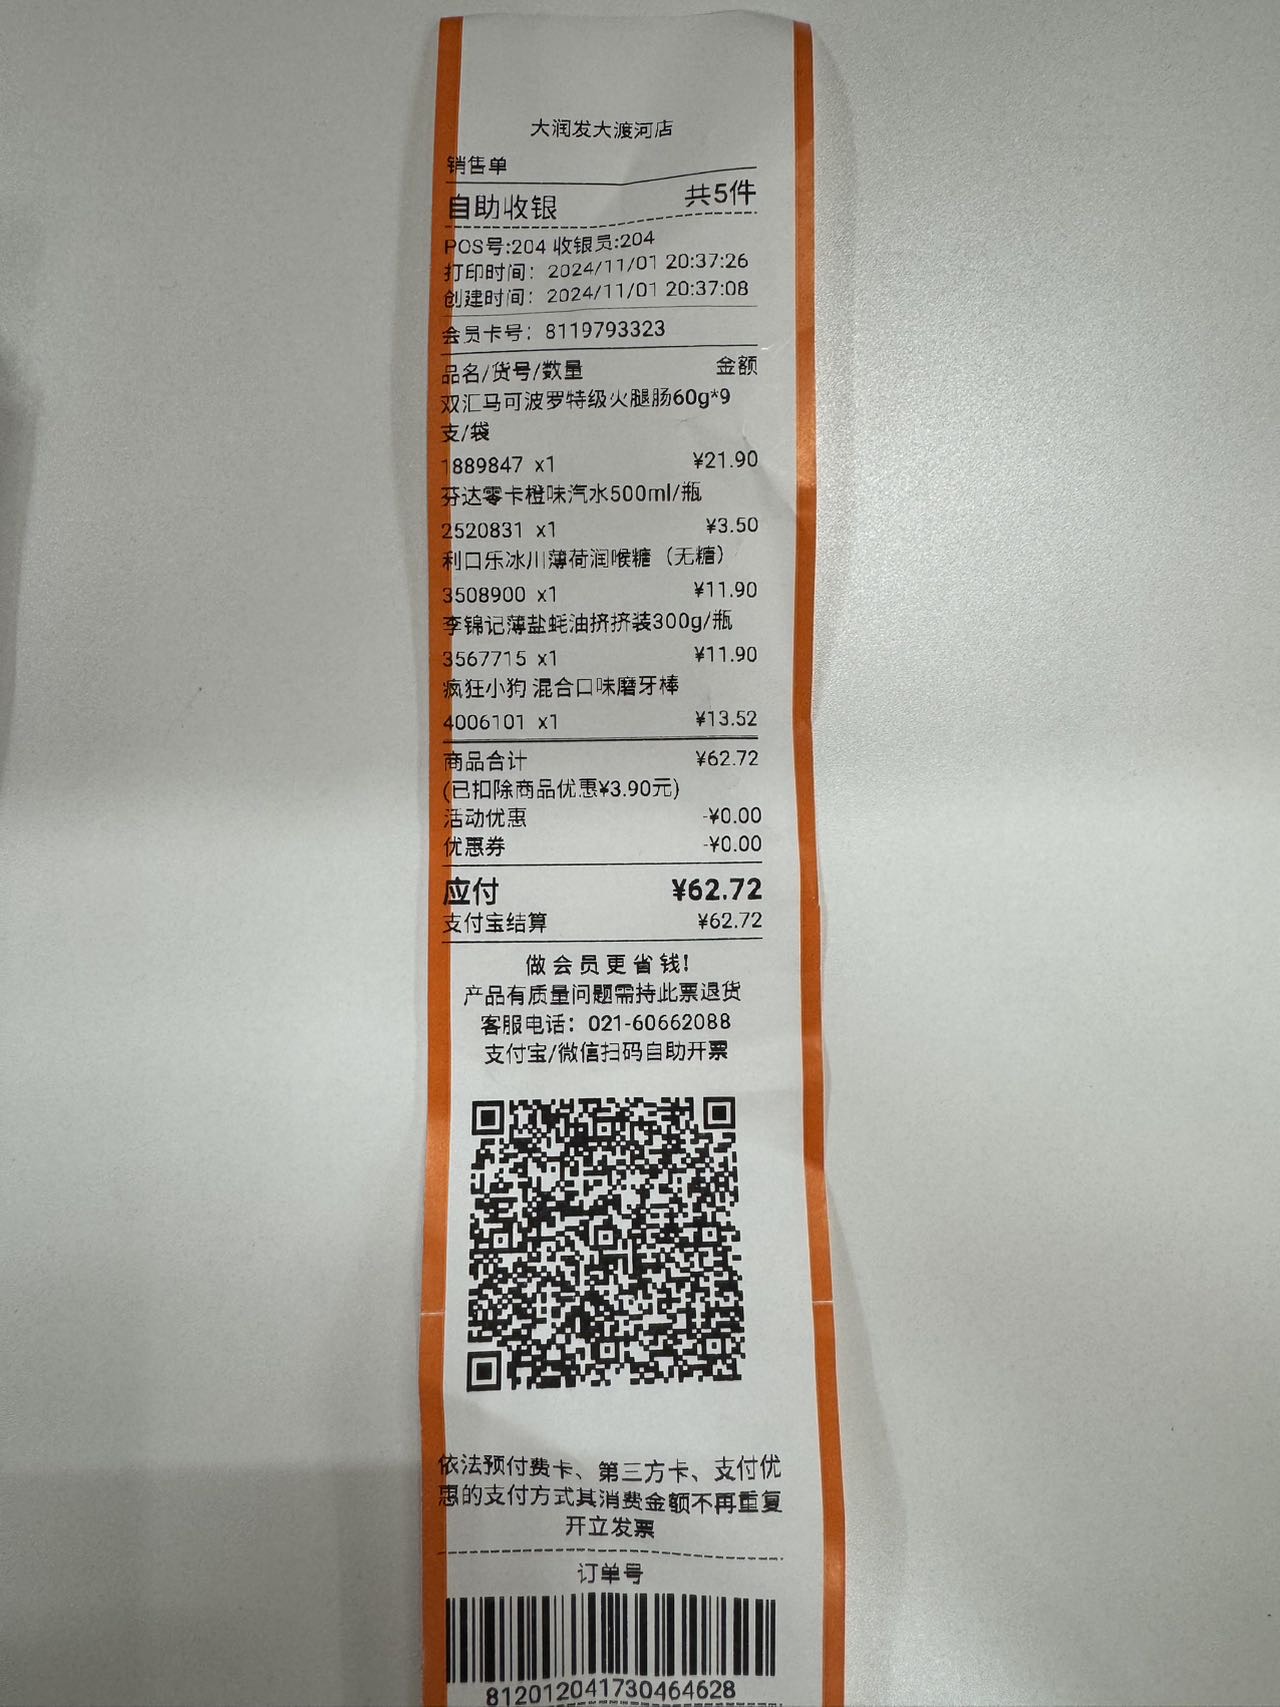 大润发大渡河店
销售单
自助收银 共5件
POS号:204 收银员:204
打印时间：2024/11/01 20:37:26
创建时间：2024/11/01 20:37:08
会员卡号：8119793323
品名/货号/数量 金额
双汇马可波罗特级火腿肠60g*9
支/袋
1889847 x1 ¥21.90
芬达零卡橙味汽水500ml/瓶
2520831 x1 ¥3.50
利口乐冰川薄荷润喉糖（无糖）
3508900 x1 ¥11.90
李锦记薄盐蚝油挤挤装300g/瓶
3567715 x1 ¥11.90
疯狂小狗 混合口味磨牙棒
4006101 x1 ¥13.52
商品合计 ¥62.72
(已扣除商品优惠¥3.90元)
活动优惠 -¥0.00
优惠券 -¥0.00
应付 ¥62.72
支付宝结算 ¥62.72
做会员更省钱!
产品有质量问题需持此票退货
客服电话：021-60662088
支付宝/微信扫码自助开票
依法预付费卡、第三方卡、支付优
惠的支付方式其消费金额不再重复
开立发票
订单号
812012041730464628